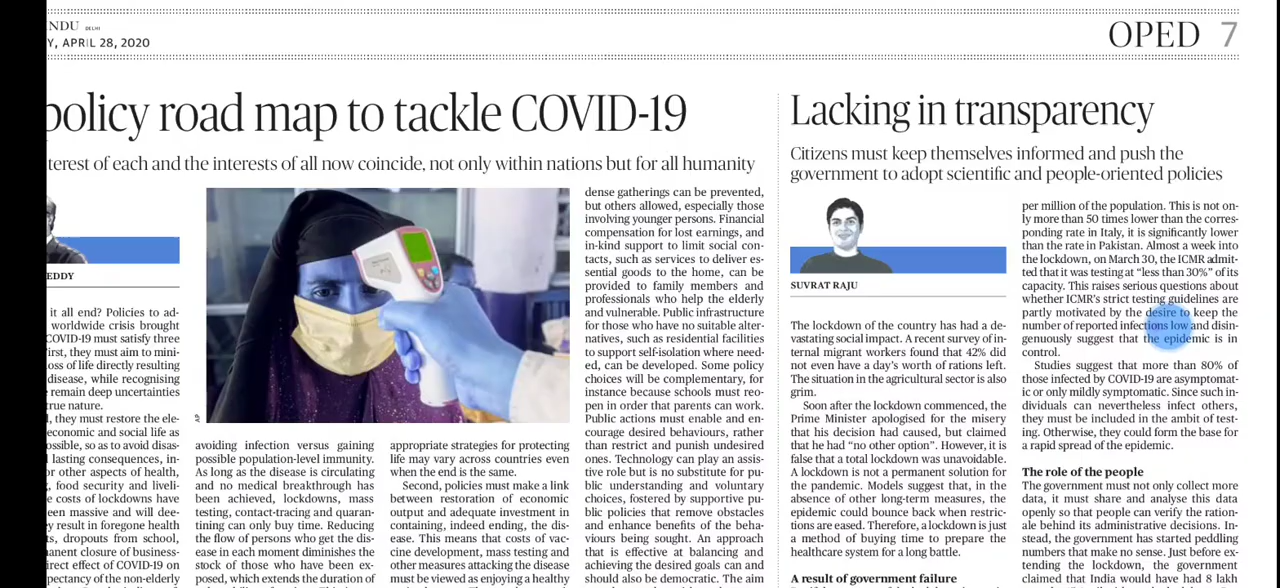 NDU DELHI
Y, APRIL 28, 2020
OPED 7
policy road map to tackle COVID-19
terest of each and the interests of all now coincide, not only within nations but for all humanity
EDDY
it all end? Policies to ad-
worldwide crisis brought
COVID-19 must satisfy three
irst, they must aim to mini-
oss of life directly resulting
disease, while recognising
remain deep uncertainties
true nature.
l, they must restore the ele-
economic and social life as
ossible, so as to avoid disas-
lasting consequences, in-
or other aspects of health,
g, food security and liveli-
e costs of lockdowns have
een massive and will dee-
y result in foregone health
ts, dropouts from school,
anent closure of business-
irect effect of COVID-19 on
pectancy of the non-elderly
avoiding infection versus gaining
possible population-level immunity.
As long as the disease is circulating
and no medical breakthrough has
been achieved, lockdowns, mass
testing, contact-tracing and quaran-
tining can only buy time. Reducing
the flow of persons who get the dis-
ease in each moment diminishes the
stock of those who have been ex-
posed, which extends the duration of
appropriate strategies for protecting
life may vary across countries even
when the end is the same.
Second, policies must make a link
between restoration of economic
output and adequate investment in
containing, indeed ending, the dis-
ease. This means that costs of vac-
cine development, mass testing and
other measures attacking the disease
must be viewed as enjoying a healthy
dense gatherings can be prevented,
but others allowed, especially those
involving younger persons. Financial
compensation for lost earnings, and
in-kind support to limit social con-
tacts, such as services to deliver es-
sential goods to the home, can be
provided to family members and
professionals who help the elderly
and vulnerable. Public infrastructure
for those who have no suitable alter-
natives, such as residential facilities
to support self-isolation where need-
ed, can be developed. Some policy
choices will be complementary, for
instance because schools must reo-
pen in order that parents can work.
Public actions must enable and en-
courage desired behaviours, rather
than restrict and punish undesired
ones. Technology can play an assis-
tive role but is no substitute for pu-
blic understanding and voluntary
choices, fostered by supportive pu-
blic policies that remove obstacles
and enhance benefits of the beha-
viours being sought. An approach
that is effective at balancing and
achieving the desired goals can and
should also be democratic. The aim
Lacking in transparency
Citizens must keep themselves informed and push the
government to adopt scientific and people-oriented policies
SUVRAT RAJU
The lockdown of the country has had a de-
vastating social impact. A recent survey of in-
ternal migrant workers found that 42% did
not even have a day's worth of rations left.
The situation in the agricultural sector is also
grim.
Soon after the lockdown commenced, the
Prime Minister apologised for the misery
that his decision had caused, but claimed
that he had “no other option”. However, it is
false that a total lockdown was unavoidable.
A lockdown is not a permanent solution for
the pandemic. Models suggest that, in the
absence of other long-term measures, the
epidemic could bounce back when restric-
tions are eased. Therefore, a lockdown is just
a method of buying time to prepare the
healthcare system for a long battle.
A result of government failure
per million of the population. This is not on-
ly more than 50 times lower than the corres-
ponding rate in Italy, it is significantly lower
than the rate in Pakistan. Almost a week into
the lockdown, on March 30, the ICMR admit-
ted that it was testing at “less than 30%” of its
capacity. This raises serious questions about
whether ICMR's strict testing guidelines are
partly motivated by the desire to keep the
number of reported infections low and disin-
genuously suggest that the epidemic is in
control.
Studies suggest that more than 80% of
those infected by COVID-19 are asymptomat-
ic or only mildly symptomatic. Since such in-
dividuals can nevertheless infect others,
they must be included in the ambit of test-
ing. Otherwise, they could form the base for
a rapid spread of the epidemic.
The role of the people
The government must not only collect more
data, it must share and analyse this data
openly so that people can verify the ration-
ale behind its administrative decisions. In-
stead, the government has started peddling
numbers that make no sense. Just before ex-
tending the lockdown, the government
claimed that India would have had 8 lakh